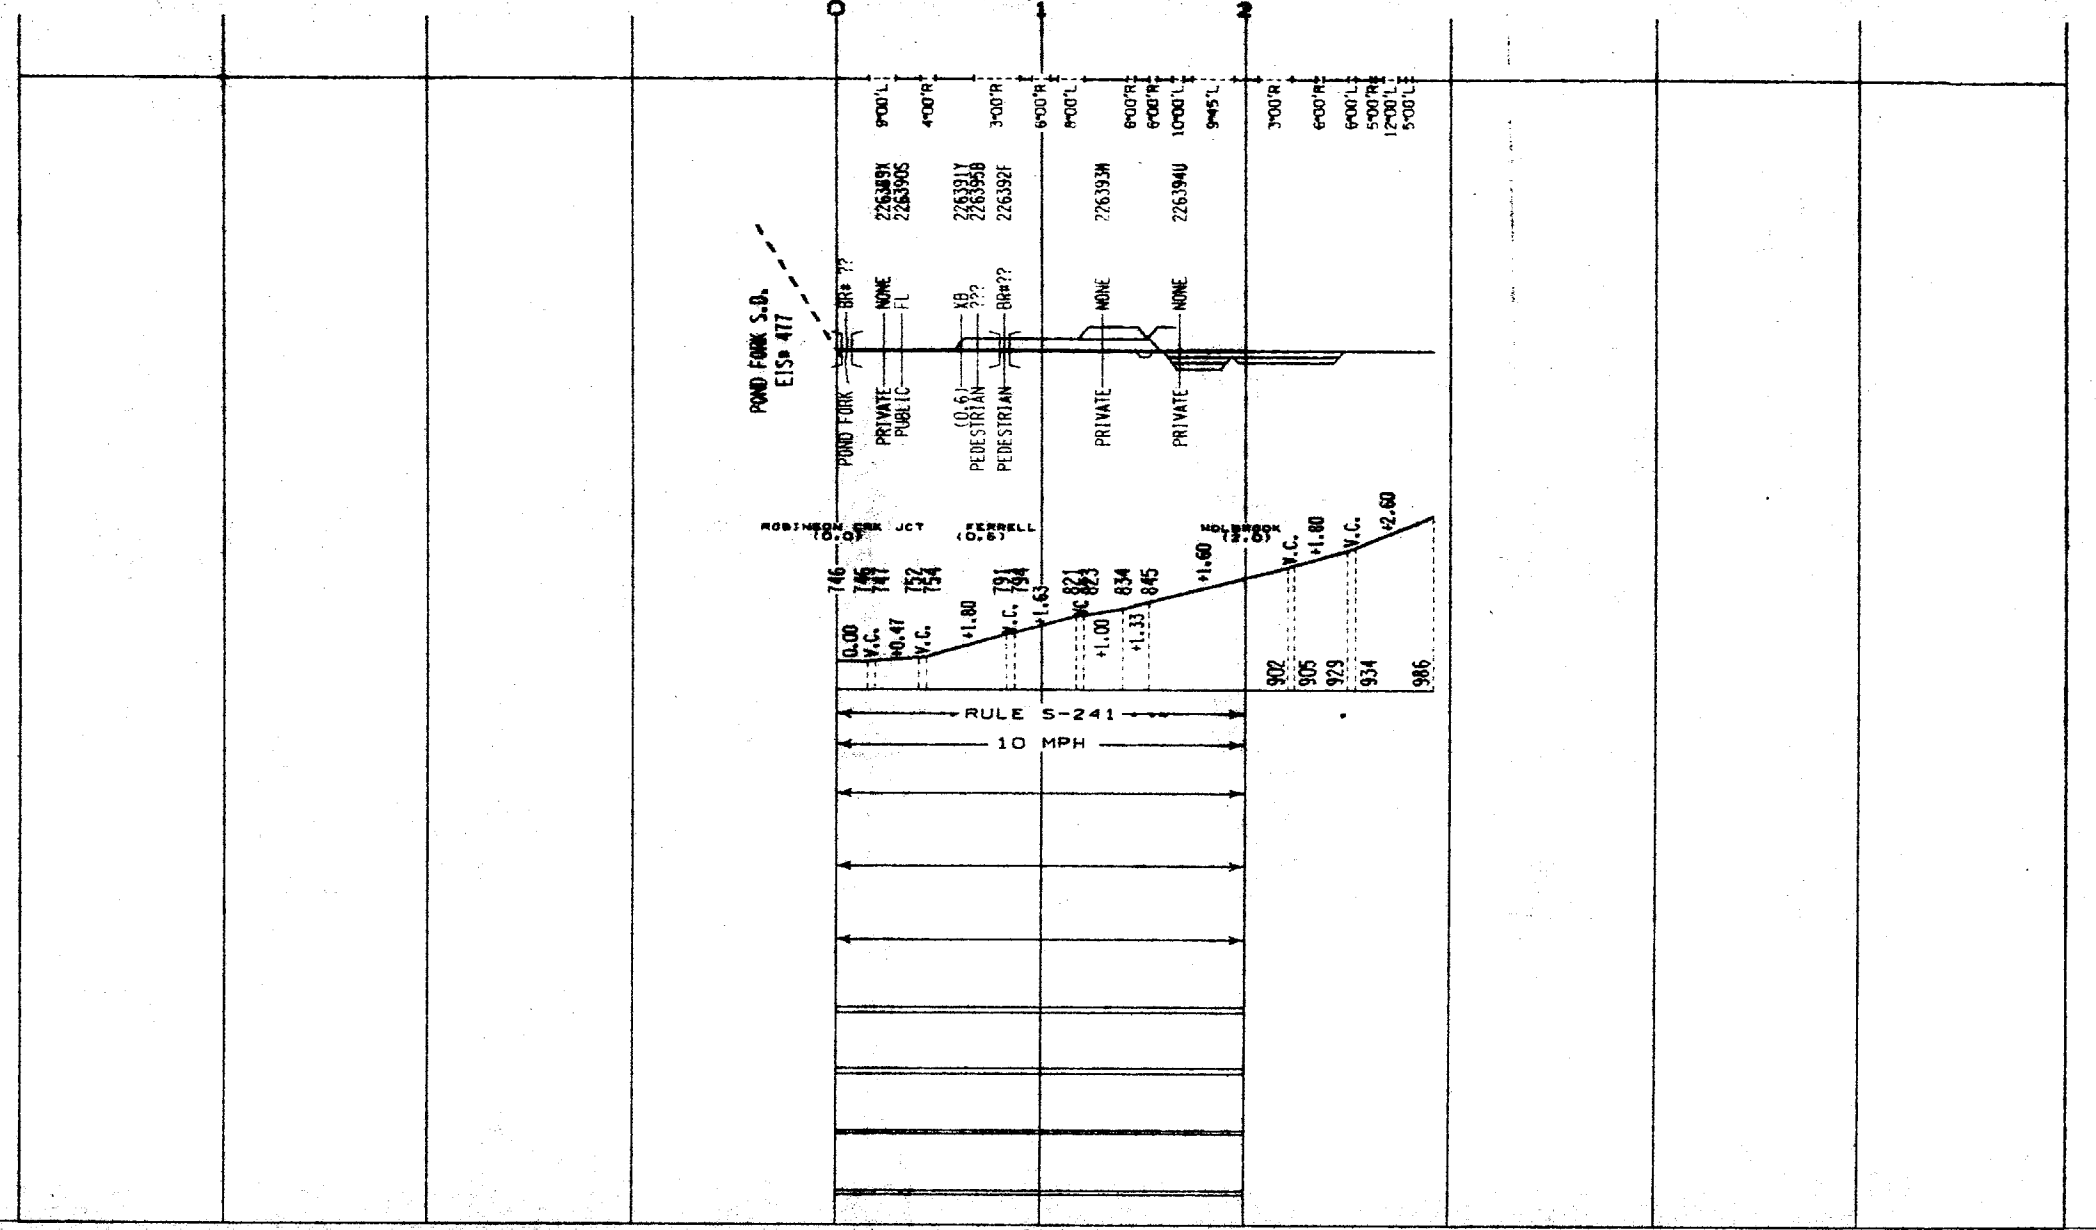 0 1 2
9°00'L 4°00'R 3°00'R 6°00'R 8°00'L 8°00'R 6°00'R 10°00'L 9°45'L 3°00'R 6°00'R 6°00'L 5°00'R 12°00'L 5°00'L
226389X 226390S 226391Y 226395B 226392F 226393M 226394U
BR# ?? NONE FL XB ??? BR#?? NONE NONE
POND FORK S.D.
EIS# 477
POND FORK PRIVATE PUBLIC (0.6) PEDESTRIAN PEDESTRIAN PRIVATE PRIVATE
ROBINSON CRK JCT FERRELL HOLBROOK
(0.0) (0.6) (2.0)
746 746 747 752 754 791 794 821 823 834 845
0.00 V.C. +0.47 V.C. +1.80 V.C. +1.63 VC +1.00 +1.33 +1.60 V.C. +1.80 V.C. +2.60
902 905 929 934 986
RULE S-241
10 MPH